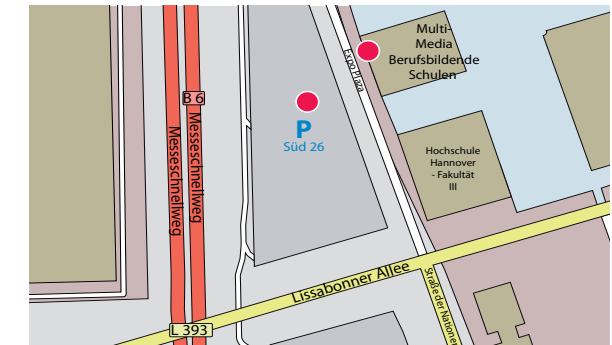 Multi-
Media
Berufsbildende
Schulen
Expo Plaza
B 6
P
Süd 26
Messeschnellweg
Messeschnellweg
Hochschule
Hannover
- Fakultät
III
Lissabonner Allee
Straße der Nationen
L 393